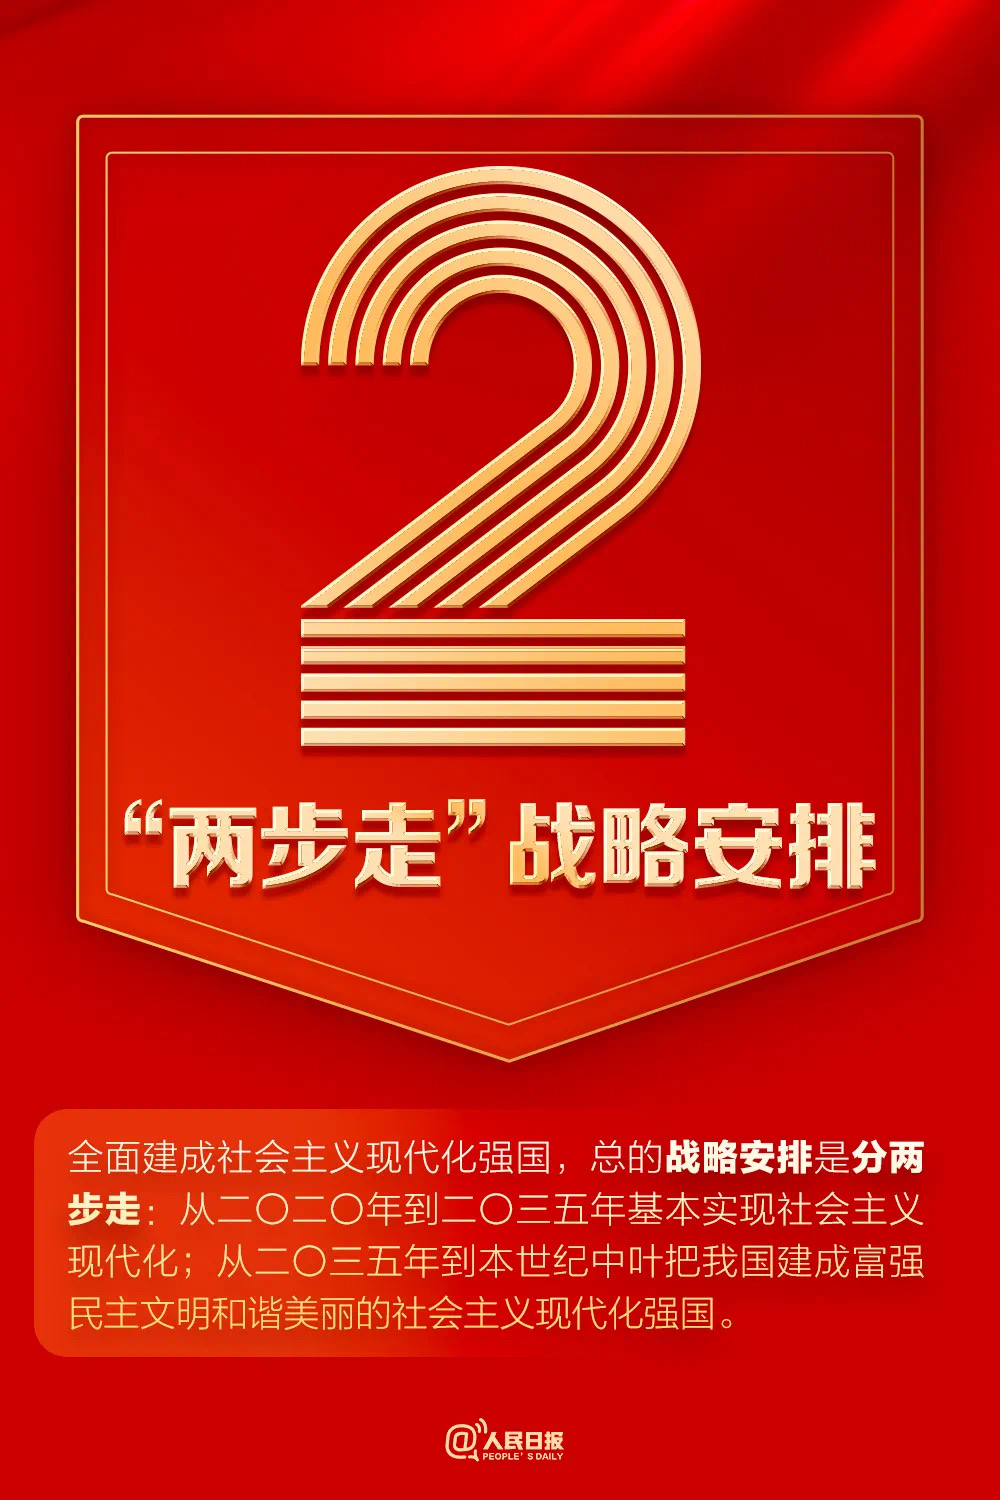 2
“两步走”战略安排
全面建成社会主义现代化强国，总的战略安排是分两
步走：从二〇二〇年到二〇三五年基本实现社会主义
现代化；从二〇三五年到本世纪中叶把我国建成富强
民主文明和谐美丽的社会主义现代化强国。
@人民日报
PEOPLE'S DAILY